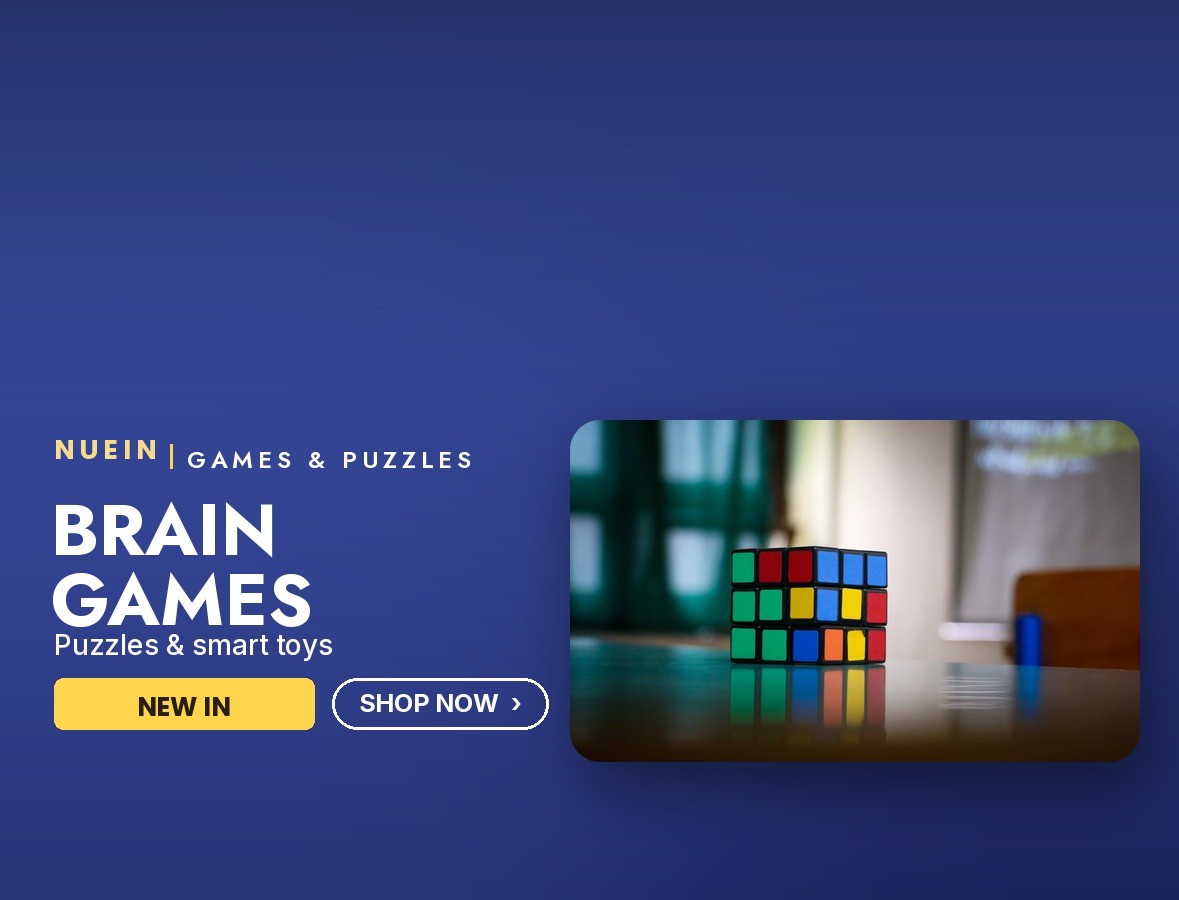 NUEIN | GAMES & PUZZLES
BRAIN
GAMES
Puzzles & smart toys
NEW IN
SHOP NOW ›